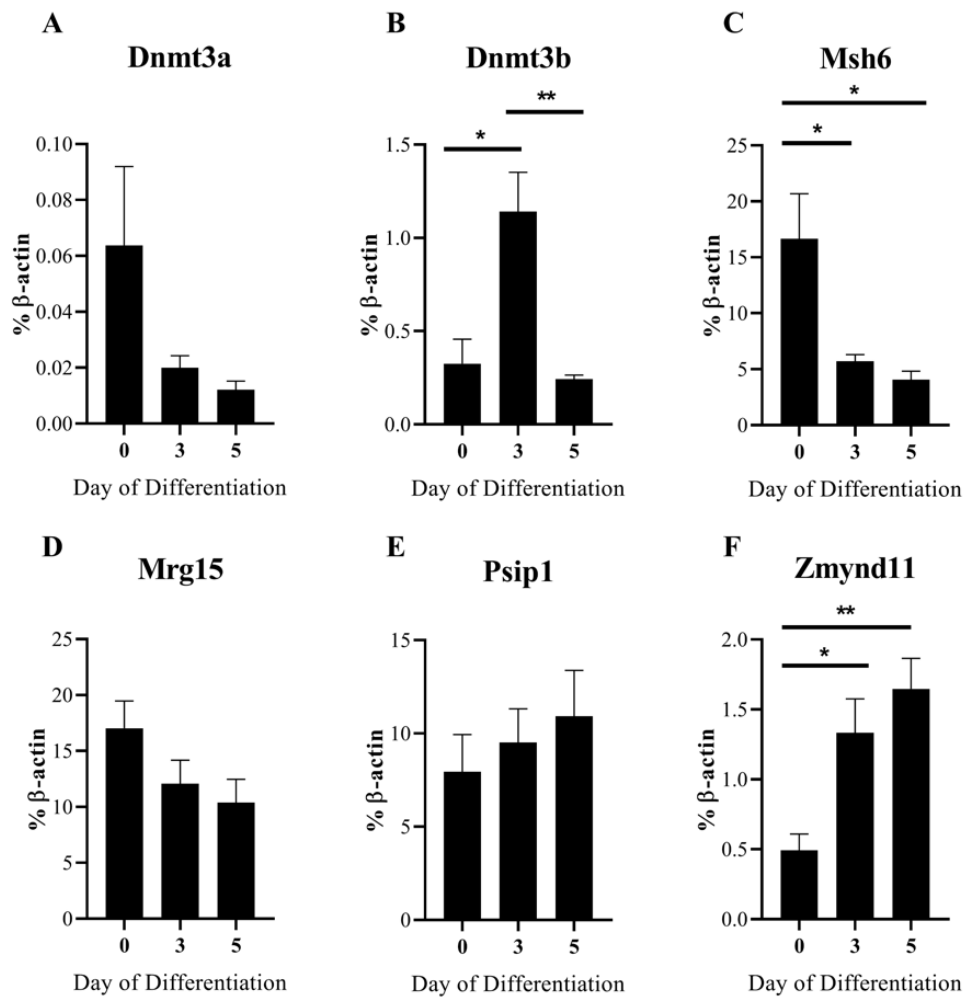 A
Dnmt3a
0.10
0.08
0.06
0.04
0.02
0.00
% β-actin
0 3 5
Day of Differentiation
B
Dnmt3b
*
**
1.5
1.0
0.5
0.0
% β-actin
0 3 5
Day of Differentiation
C
Msh6
*
*
25
20
15
10
5
0
% β-actin
0 3 5
Day of Differentiation
D
Mrg15
25
20
15
10
5
0
% β-actin
0 3 5
Day of Differentiation
E
Psip1
15
10
5
0
% β-actin
0 3 5
Day of Differentiation
F
Zmynd11
**
*
2.0
1.5
1.0
0.5
0.0
% β-actin
0 3 5
Day of Differentiation